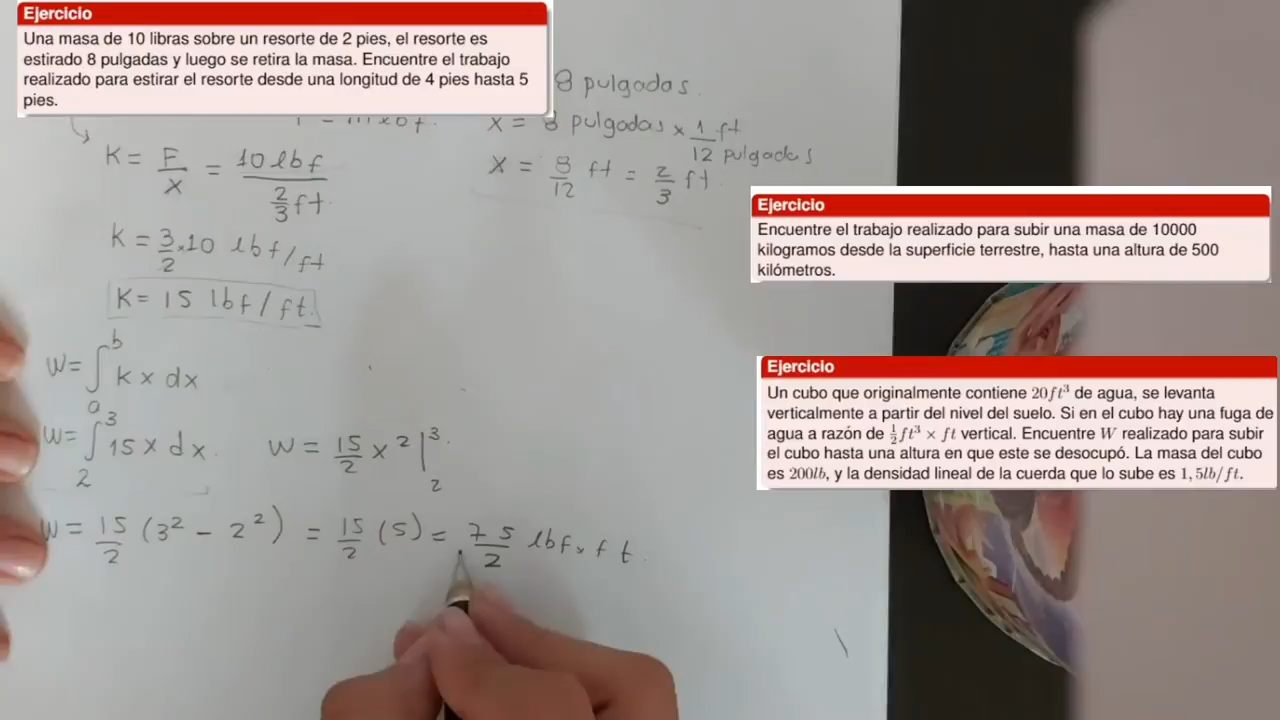 Ejercicio
Una masa de 10 libras sobre un resorte de 2 pies, el resorte es
estirado 8 pulgadas y luego se retira la masa. Encuentre el trabajo
realizado para estirar el resorte desde una longitud de 4 pies hasta 5
pies.
8 pulgadas.
X = 8 pulgadas × 1 ft / 12 pulgadas
X = 8/12 ft = 2/3 ft
K = F/X = 10 lbf / 2/3 ft
K = 3/2 × 10 lbf/ft
K = 15 lbf/ft.
W = ∫ₐᵇ K x dx
W = ∫₂³ 15 x dx. W = 15/2 x² |₂³.
W = 15/2 (3² - 2²) = 15/2 (5) = 75/2 lbf × ft.
Ejercicio
Encuentre el trabajo realizado para subir una masa de 10000
kilogramos desde la superficie terrestre, hasta una altura de 500
kilómetros.
Ejercicio
Un cubo que originalmente contiene 20ft³ de agua, se levanta
verticalmente a partir del nivel del suelo. Si en el cubo hay una fuga de
agua a razón de ½ft³ × ft vertical. Encuentre W realizado para subir
el cubo hasta una altura en que este se desocupó. La masa del cubo
es 200lb, y la densidad lineal de la cuerda que lo sube es 1, 5lb/ft.